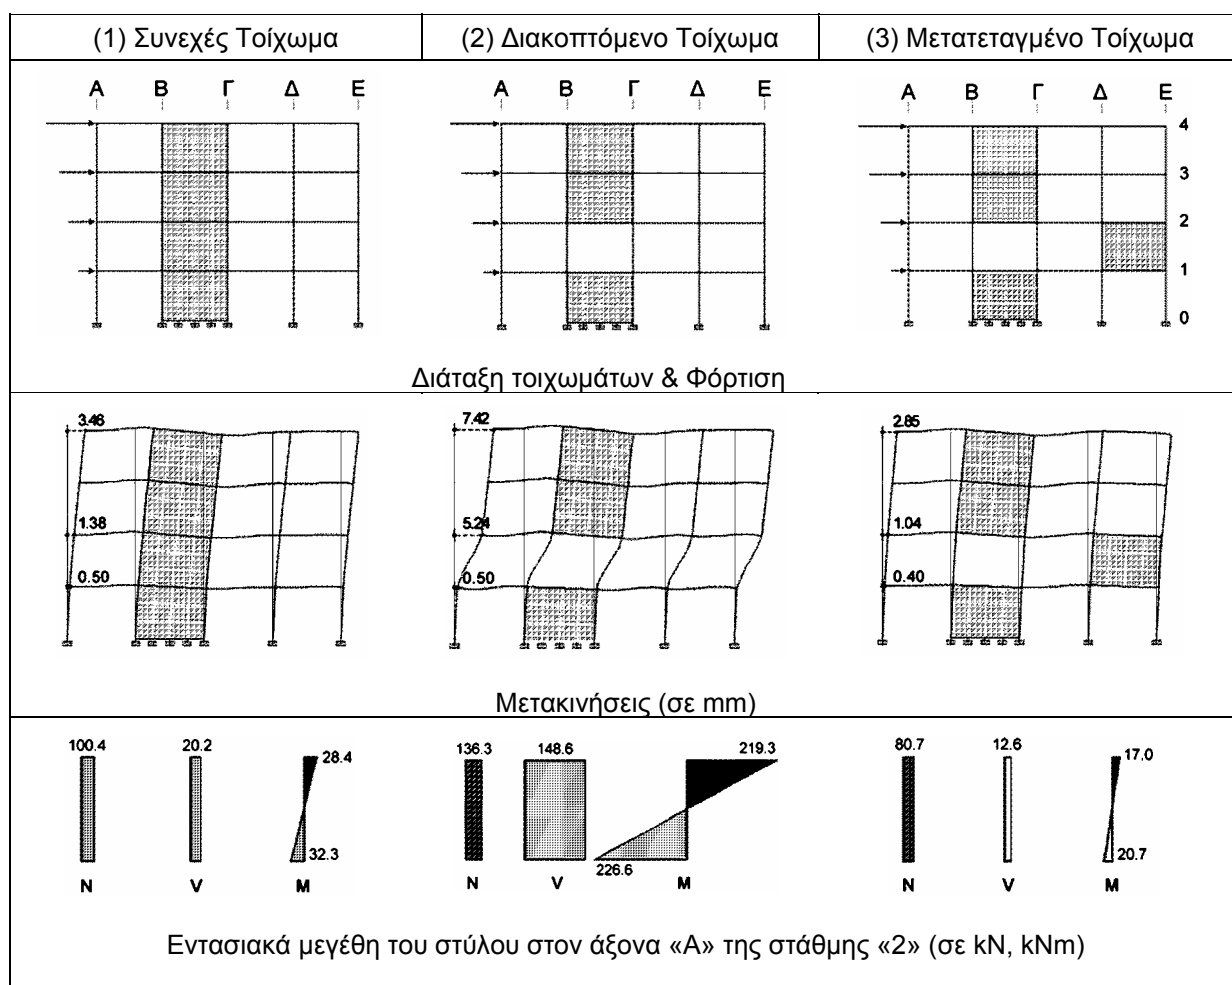 (1) Συνεχές Τοίχωμα
(2) Διακοπτόμενο Τοίχωμα
(3) Μετατεταγμένο Τοίχωμα
Α Β Γ Δ Ε
Α Β Γ Δ Ε
Α Β Γ Δ Ε
4
3
2
1
0
Διάταξη τοιχωμάτων & Φόρτιση
3.46
1.38
0.50
7.42
5.24
0.50
2.85
1.04
0.40
Μετακινήσεις (σε mm)
100.4 20.2 28.4
32.3
N V M
136.3 148.6 219.3
226.6
N V M
80.7 12.6 17.0
20.7
N V M
Εντασιακά μεγέθη του στύλου στον άξονα «Α» της στάθμης «2» (σε kN, kNm)